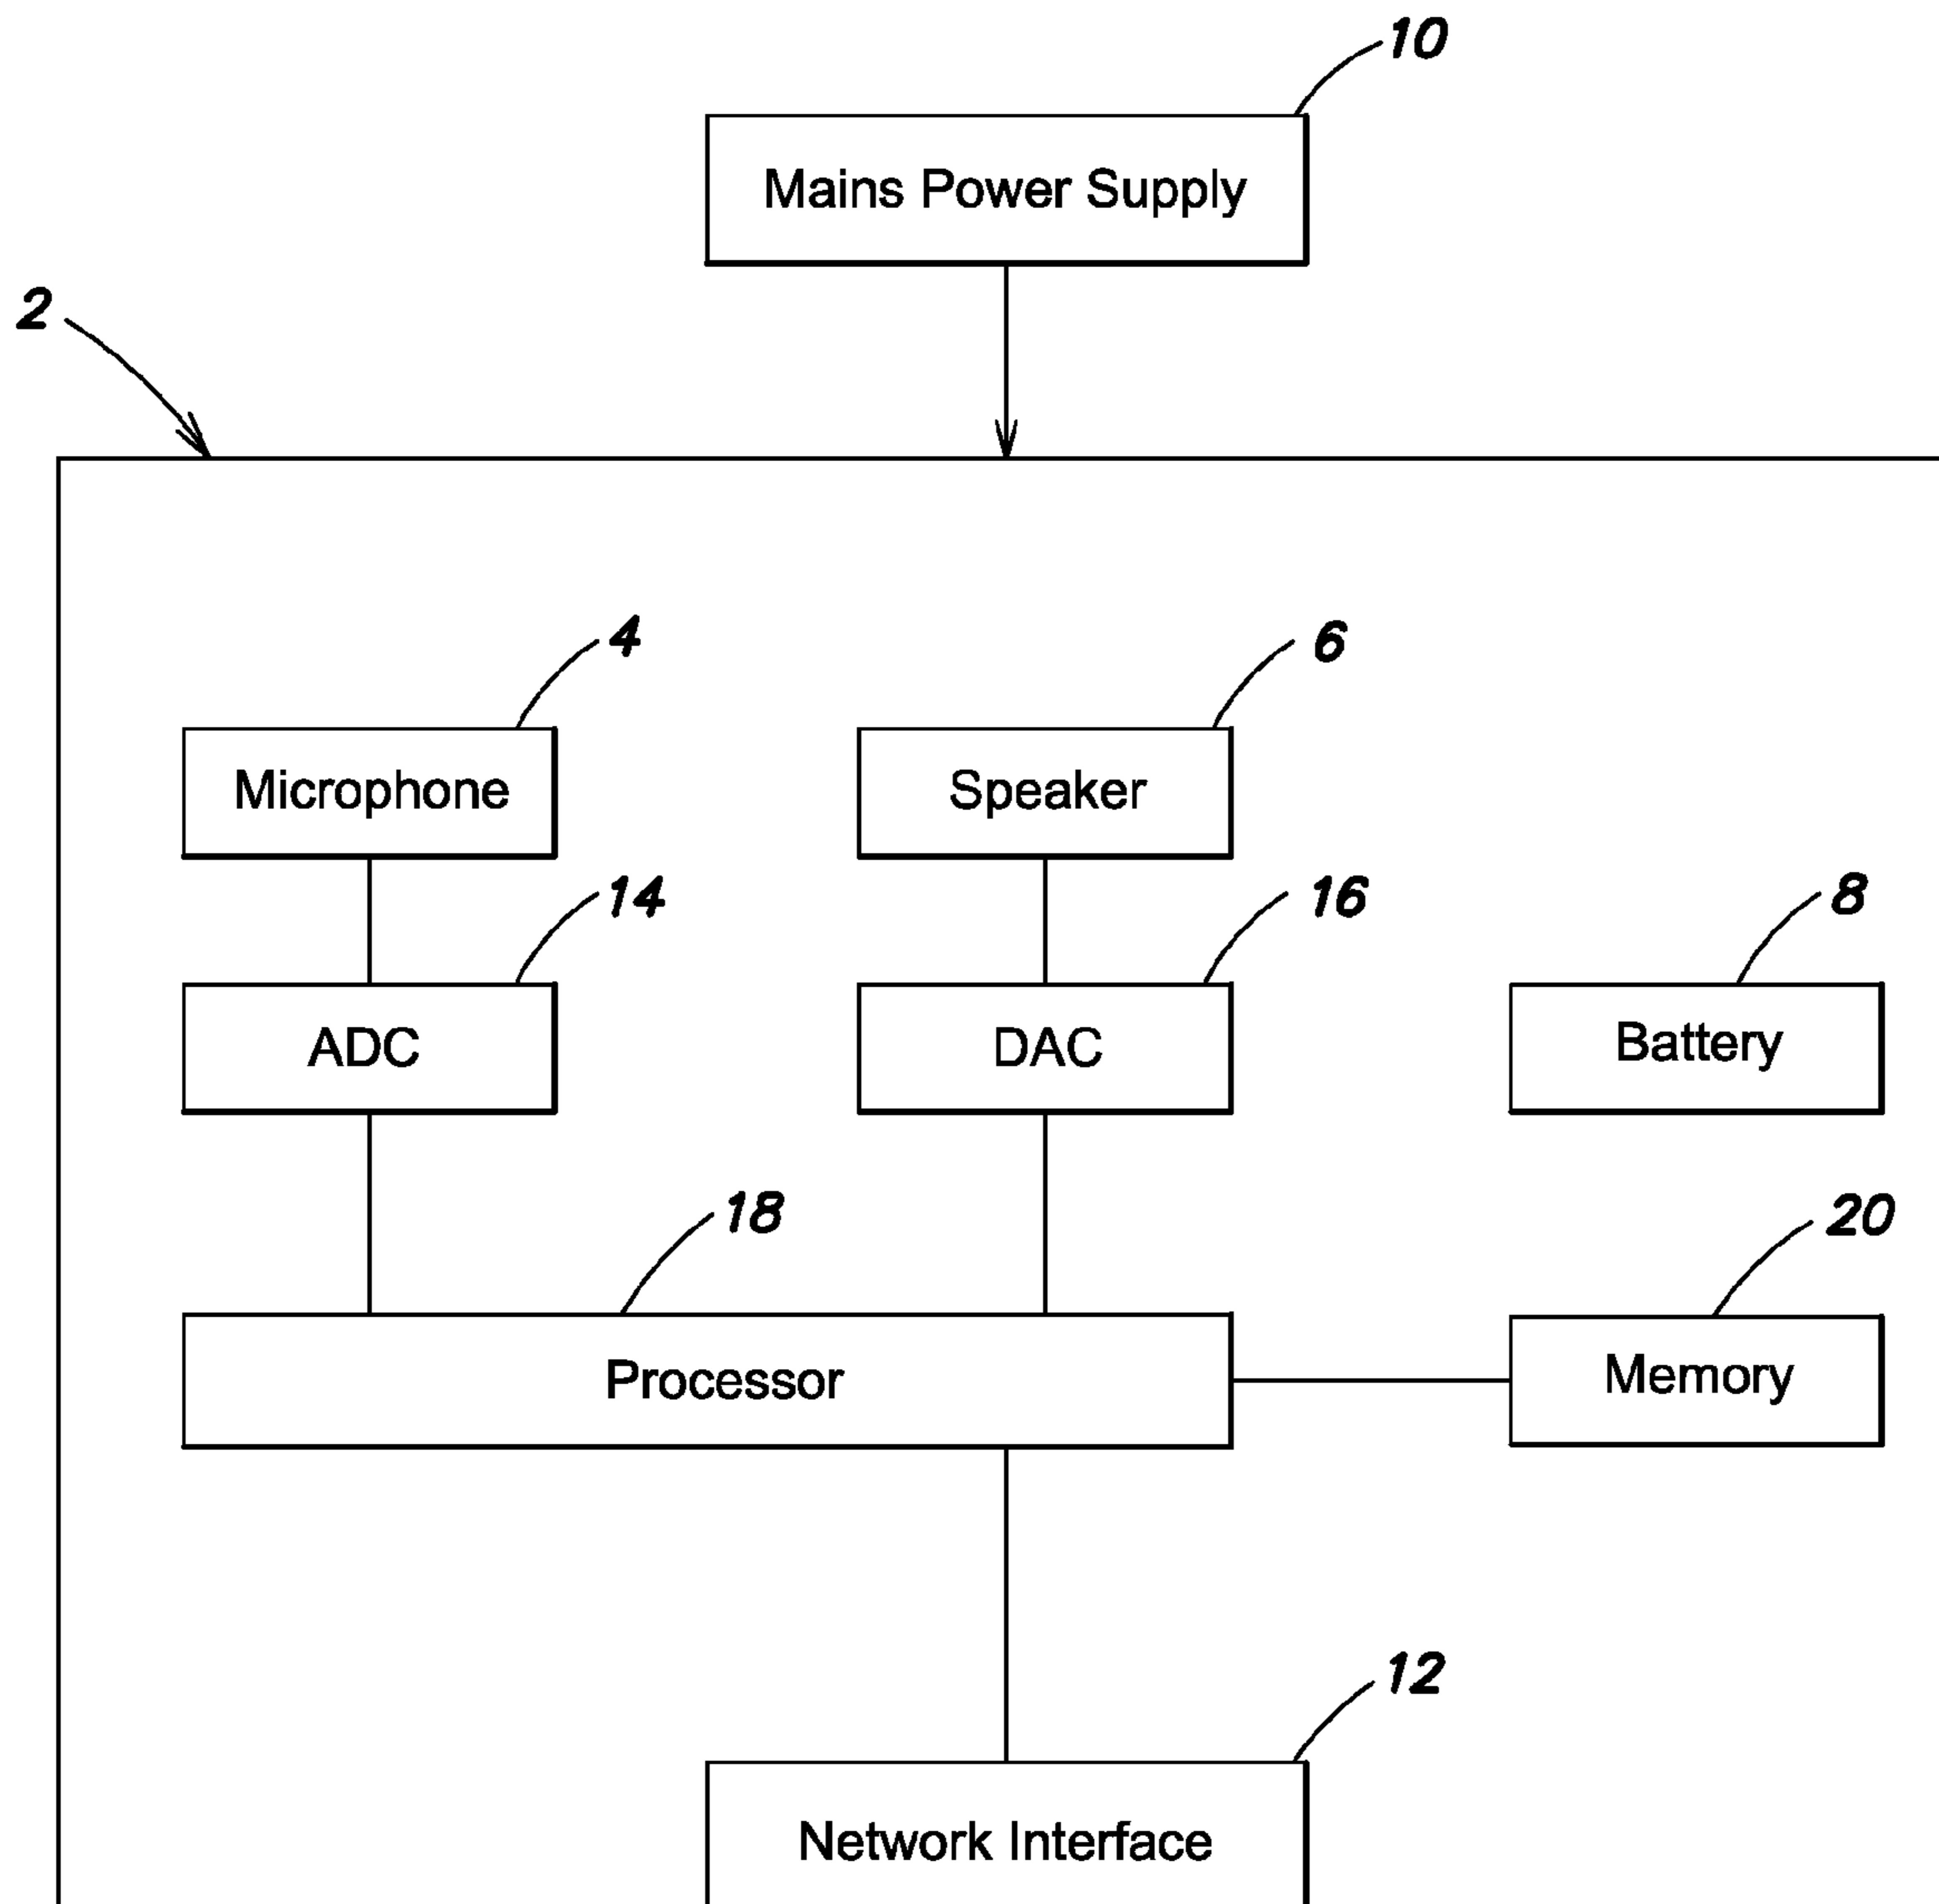 10
Mains Power Supply
2
4
6
Microphone
Speaker
14
16
8
ADC
DAC
Battery
18
20
Processor
Memory
12
Network Interface